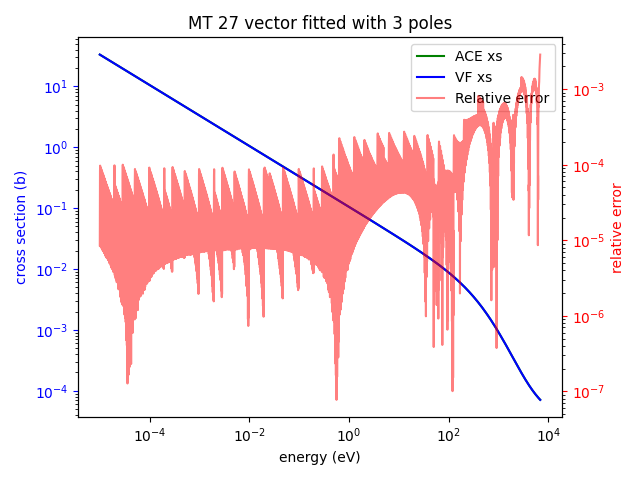 MT 27 vector fitted with 3 poles
ACE xs
VF xs
Relative error
cross section (b)
10^1
10^0
10^-1
10^-2
10^-3
10^-4
relative error
10^-3
10^-4
10^-5
10^-6
10^-7
10^-4
10^-2
10^0
10^2
10^4
energy (eV)